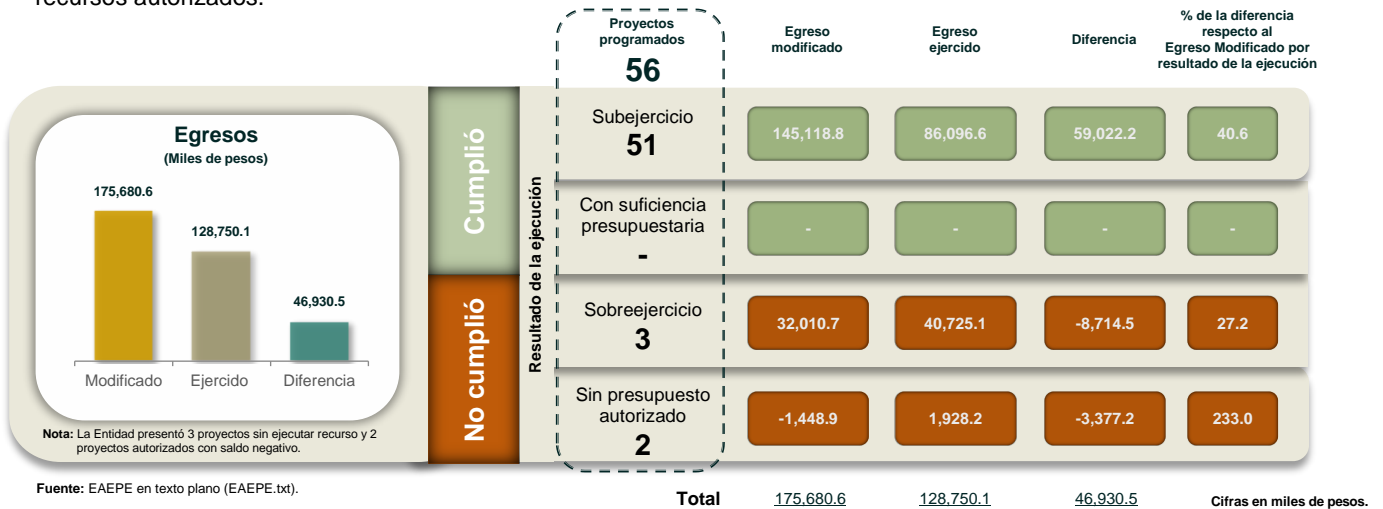 recursos autorizados.
Proyectos
programados
56
Egreso
modificado
Egreso
ejercido
Diferencia
% de la diferencia
respecto al
Egreso Modificado por
resultado de la ejecución
Egresos
(Miles de pesos)
175,680.6
128,750.1
46,930.5
Modificado Ejercido Diferencia
Nota: La Entidad presentó 3 proyectos sin ejecutar recurso y 2
proyectos autorizados con saldo negativo.
Cumplió
No cumplió
Resultado de la ejecución
Subejercicio
51
145,118.8 86,096.6 59,022.2 40.6
Con suficiencia
presupuestaria
-
- - - -
Sobreejercicio
3
32,010.7 40,725.1 -8,714.5 27.2
Sin presupuesto
autorizado
2
-1,448.9 1,928.2 -3,377.2 233.0
Fuente: EAEPE en texto plano (EAEPE.txt).
Total 175,680.6 128,750.1 46,930.5 Cifras en miles de pesos.